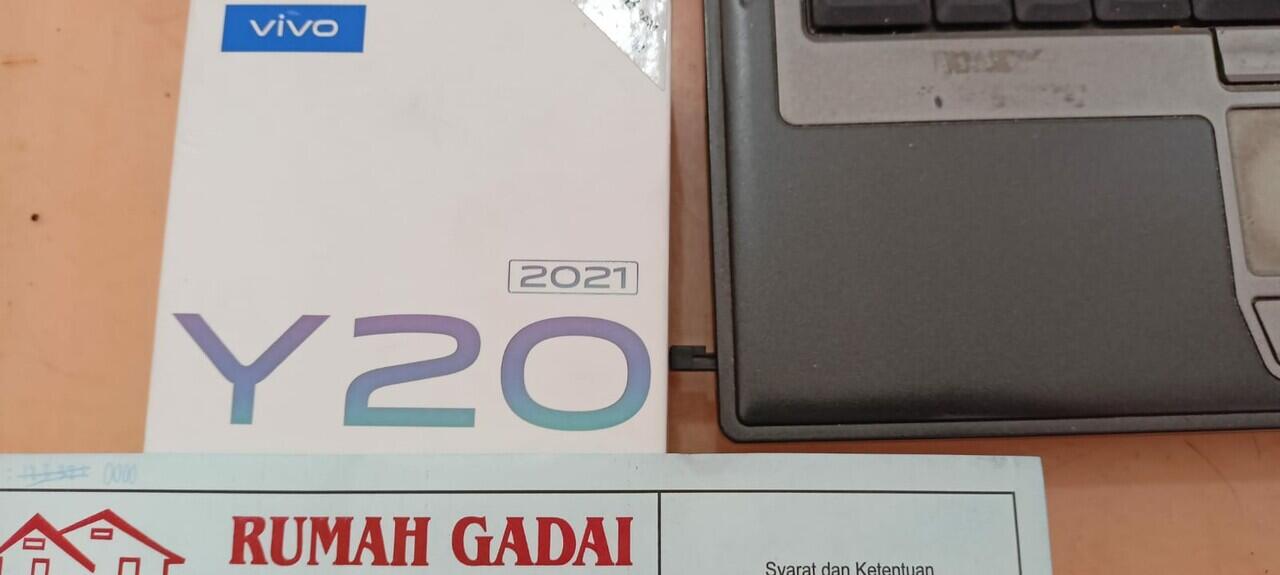 vivo
2021
Y20
RUMAH GADAI
Syarat dan Ketentuan